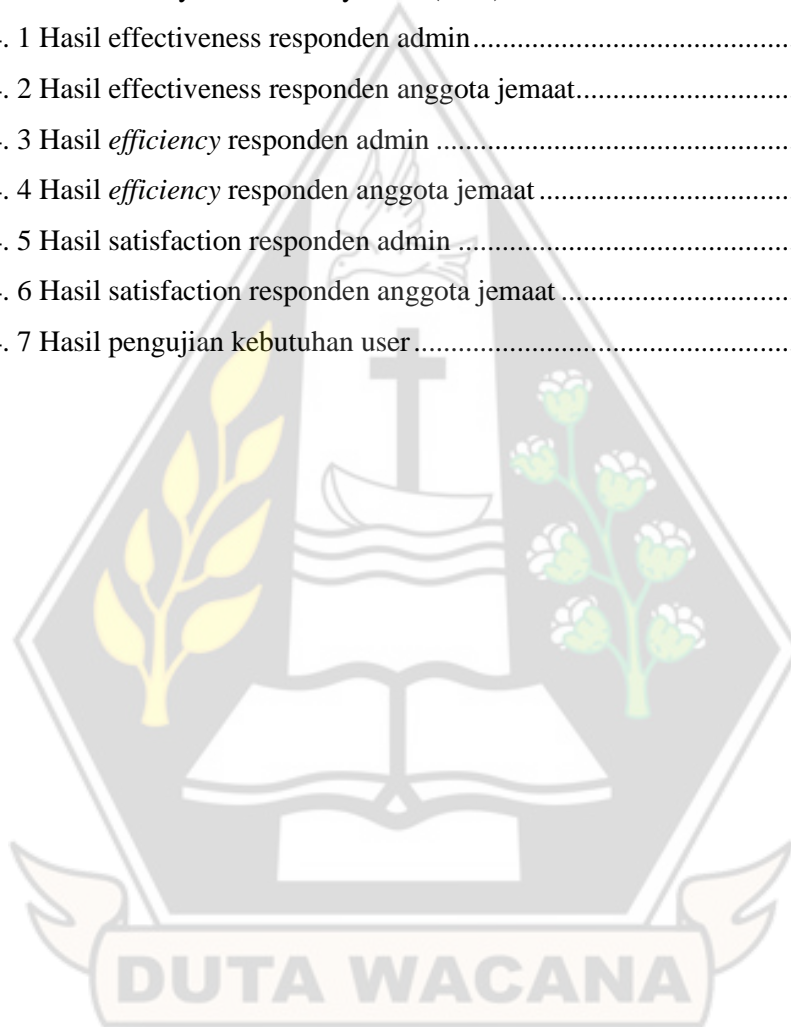 . 1 Hasil effectiveness responden admin
. 2 Hasil effectiveness responden anggota jemaat
. 3 Hasil efficiency responden admin
. 4 Hasil efficiency responden anggota jemaat
. 5 Hasil satisfaction responden admin
. 6 Hasil satisfaction responden anggota jemaat
. 7 Hasil pengujian kebutuhan user
DUTA WACANA